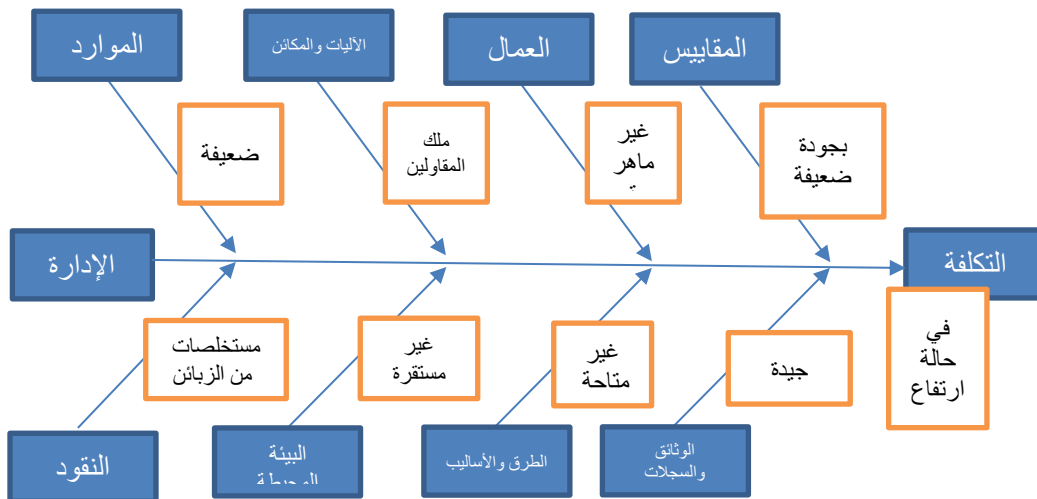 المقاييس
العمال
الآليات والمكائن
الموارد
بجودة
ضعيفة
غير
ماهر
ملك
المقاولين
ضعيفة
التكلفة
الإدارة
في
حالة
ارتفاع
جيدة
غير
متاحة
غير
مستقرة
مستخلصات
من الزبائن
الوثائق
والسجلات
الطرق والأساليب
البيئة
المحيطة
النقود